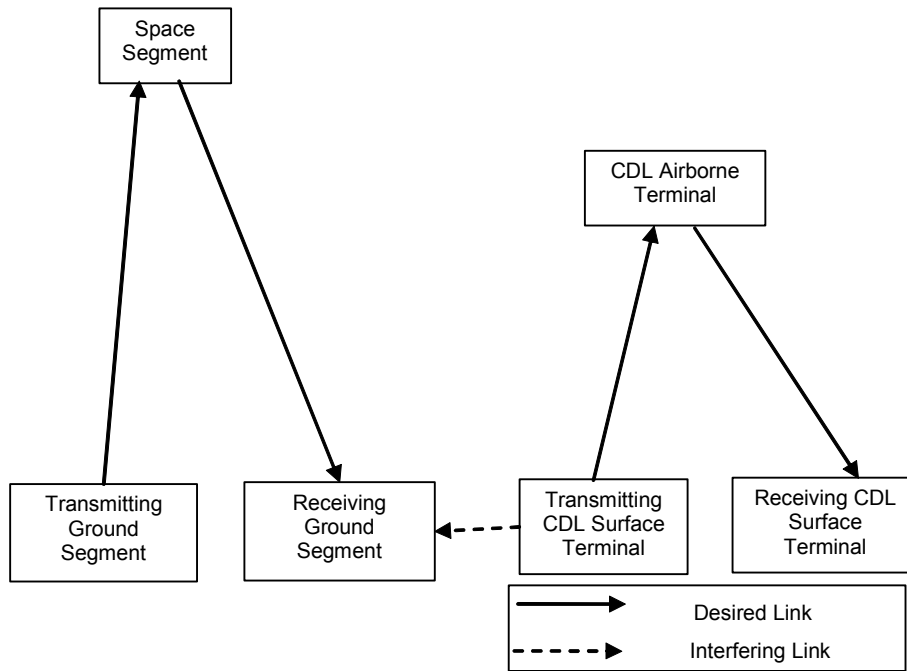 Space
Segment
CDL Airborne
Terminal
Transmitting
Ground
Segment
Receiving
Ground
Segment
Transmitting
CDL Surface
Terminal
Receiving CDL
Surface
Terminal
Desired Link
Interfering Link